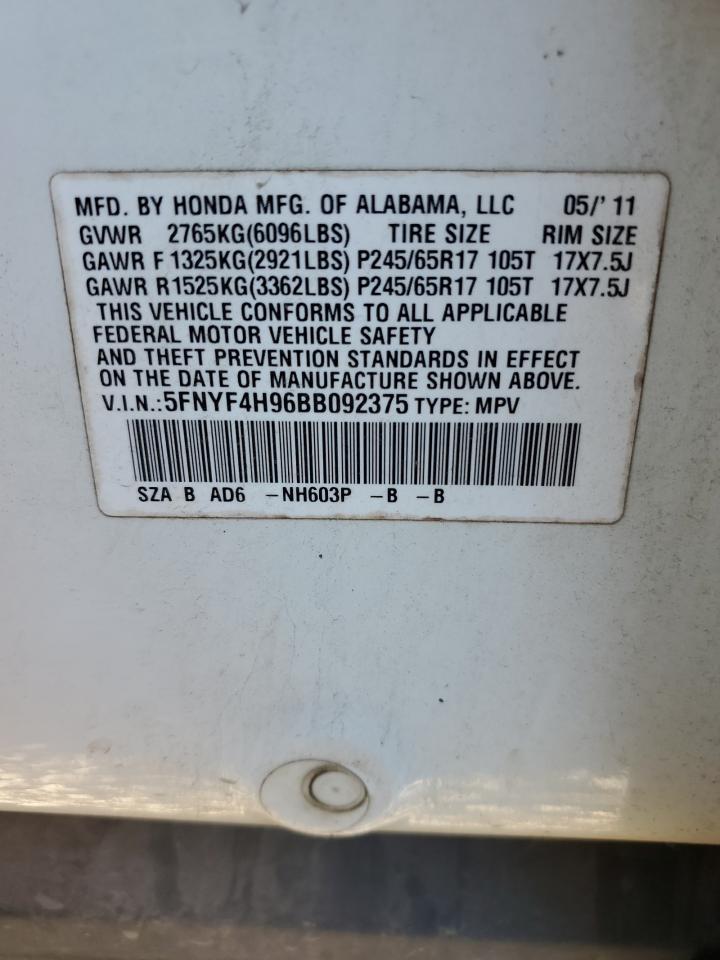 MFD. BY HONDA MFG. OF ALABAMA, LLC 05/'11
GVWR 2765KG(6096LBS) TIRE SIZE RIM SIZE
GAWR F1325KG(2921LBS) P245/65R17 105T 17X7.5J
GAWR R1525KG(3362LBS) P245/65R17 105T 17X7.5J
THIS VEHICLE CONFORMS TO ALL APPLICABLE
FEDERAL MOTOR VEHICLE SAFETY
AND THEFT PREVENTION STANDARDS IN EFFECT
ON THE DATE OF MANUFACTURE SHOWN ABOVE.
V.I.N.:5FNYF4H96BB092375 TYPE: MPV
SZA B AD6 -NH603P -B -B